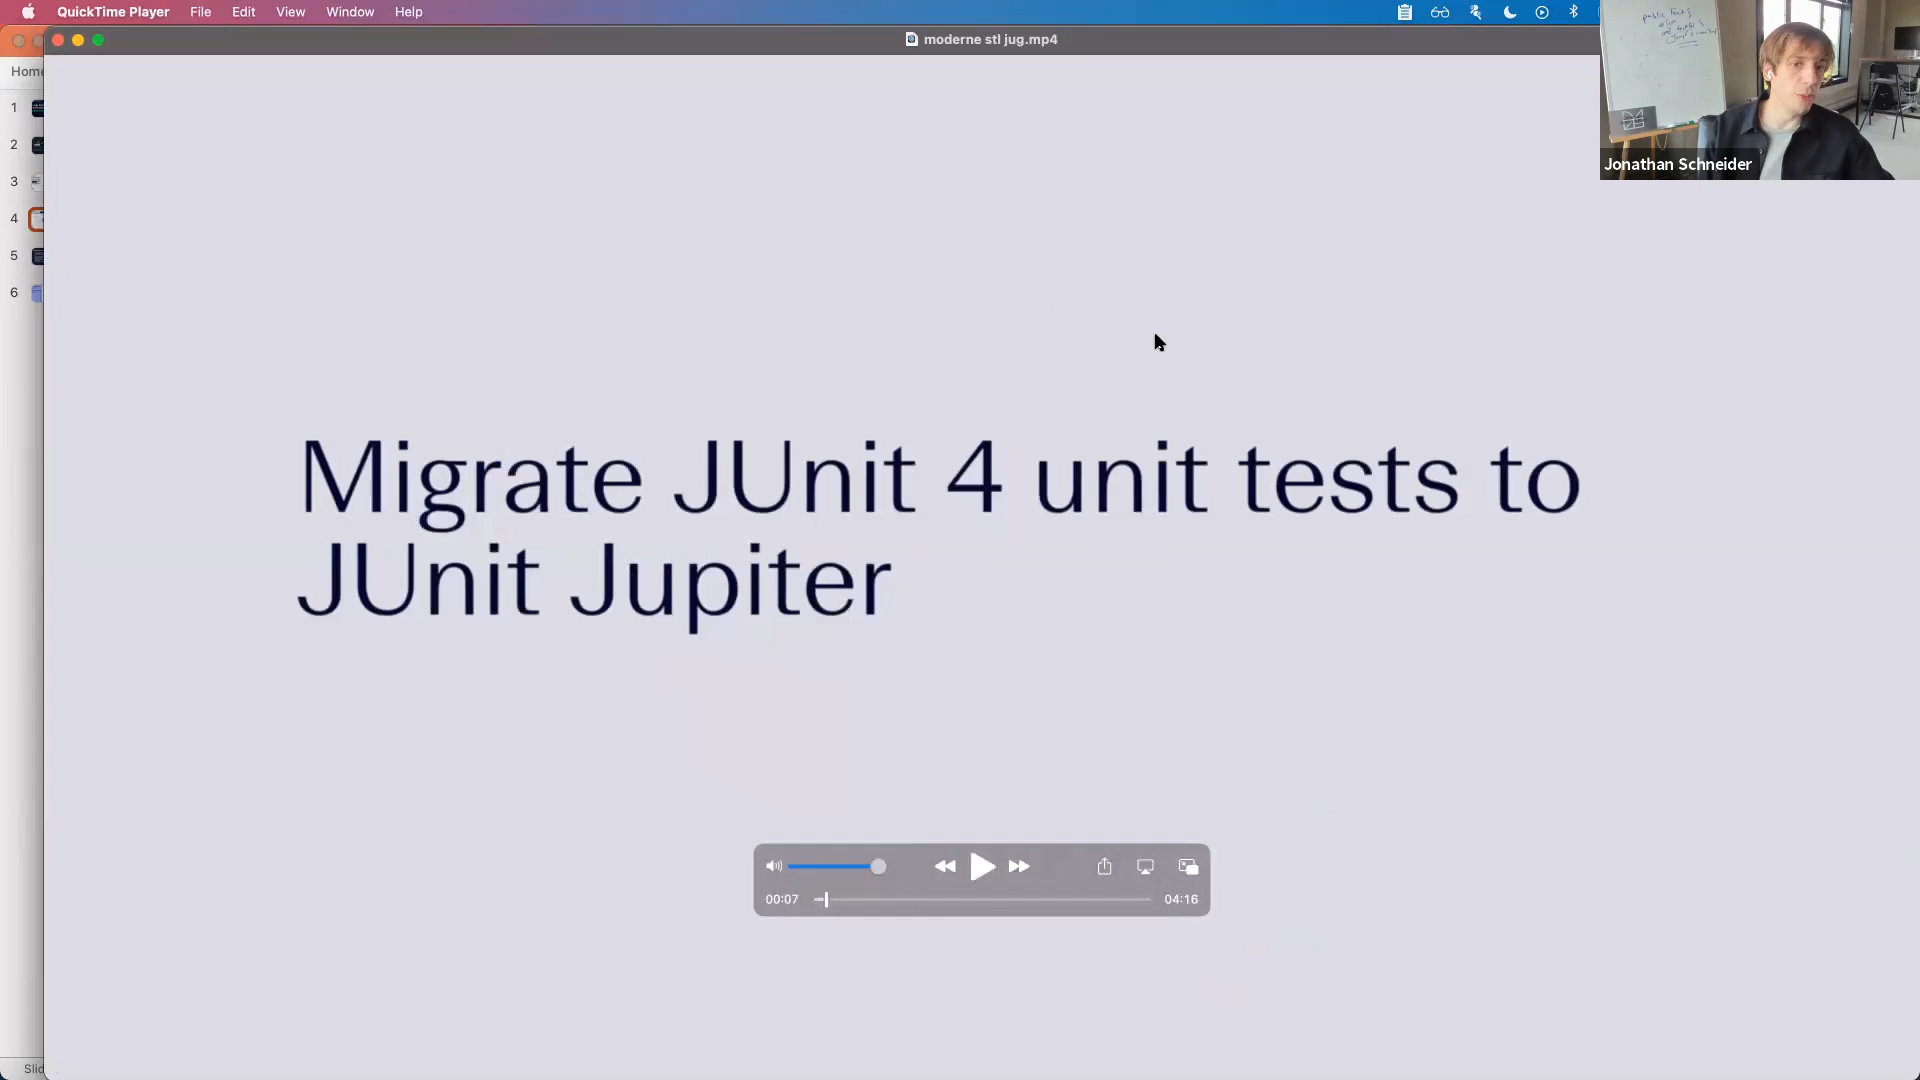 QuickTime Player File Edit View Window Help
moderne stl jug.mp4
Home
1
2
3
4
5
6
Migrate JUnit 4 unit tests to
JUnit Jupiter
00:07
04:16
Jonathan Schneider